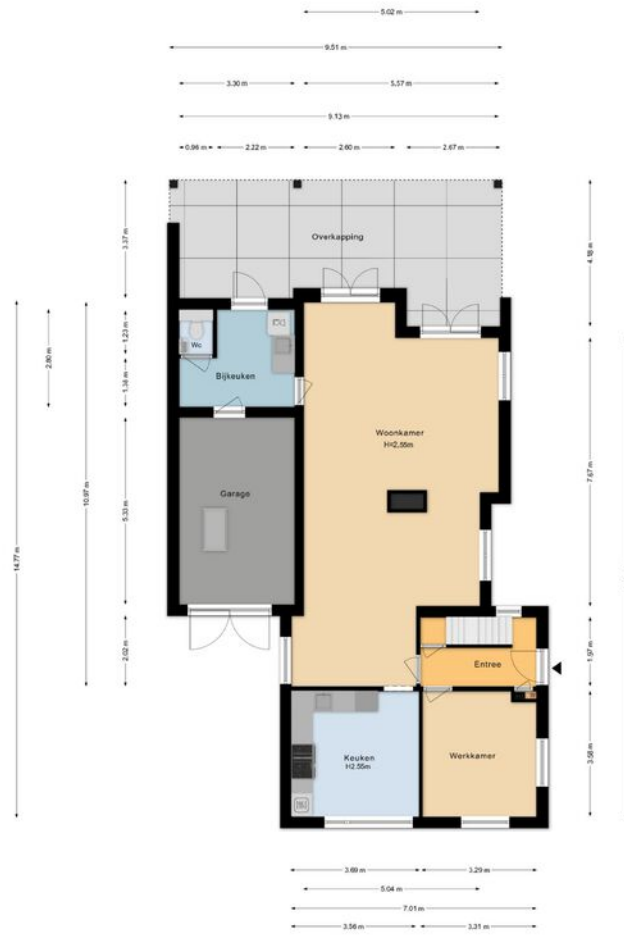 5.02 m
9.51 m
3.30 m
5.57 m
9.13 m
0.96 m
2.22 m
2.60 m
2.67 m
3.37 m
4.18 m
Overkapping
1.23 m
2.80 m
Wc
1.38 m
Bijkeuken
Woonkamer
H=2.55m
7.67 m
10.97 m
Garage
5.33 m
14.77 m
2.02 m
1.97 m
Entree
Keuken
H2.55m
Werkkamer
3.58 m
3.69 m
3.29 m
5.04 m
7.01 m
3.56 m
3.31 m